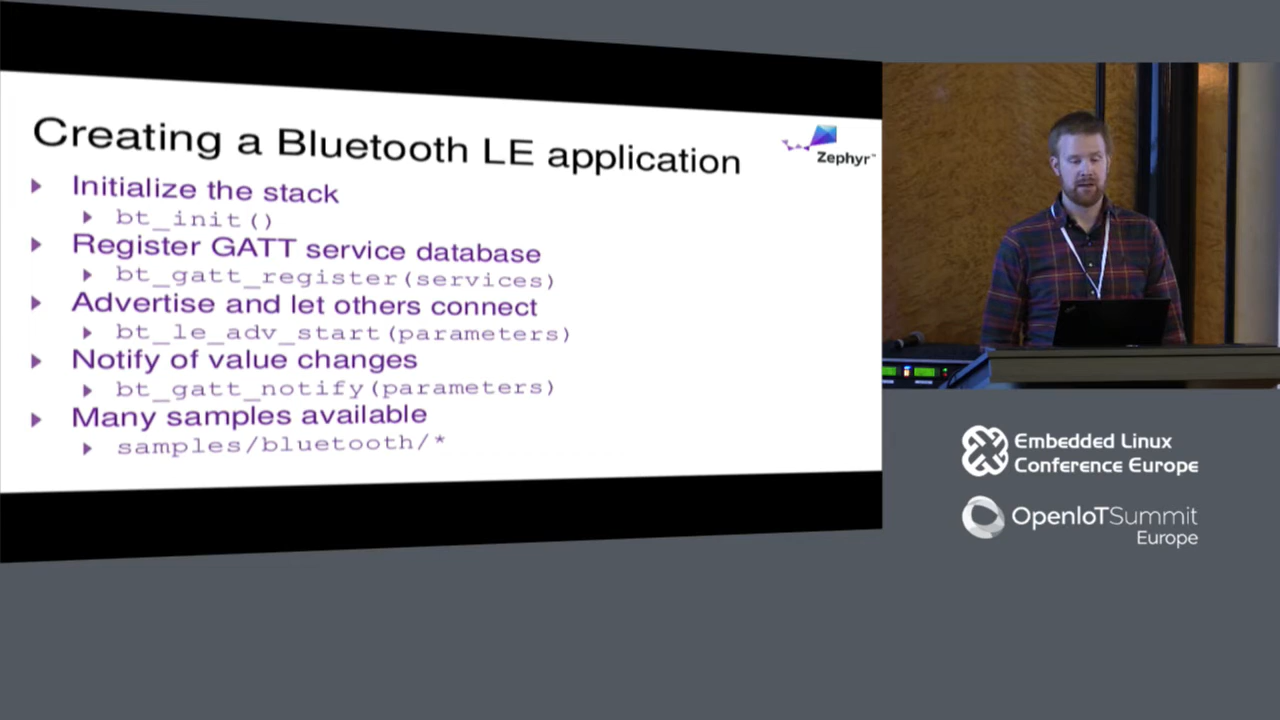 Creating a Bluetooth LE application
Zephyr™
Initialize the stack
bt_init()
Register GATT service database
bt_gatt_register(services)
Advertise and let others connect
bt_le_adv_start(parameters)
Notify of value changes
bt_gatt_notify(parameters)
Many samples available
samples/bluetooth/*
Embedded Linux
Conference Europe
OpenIoTSummit
Europe